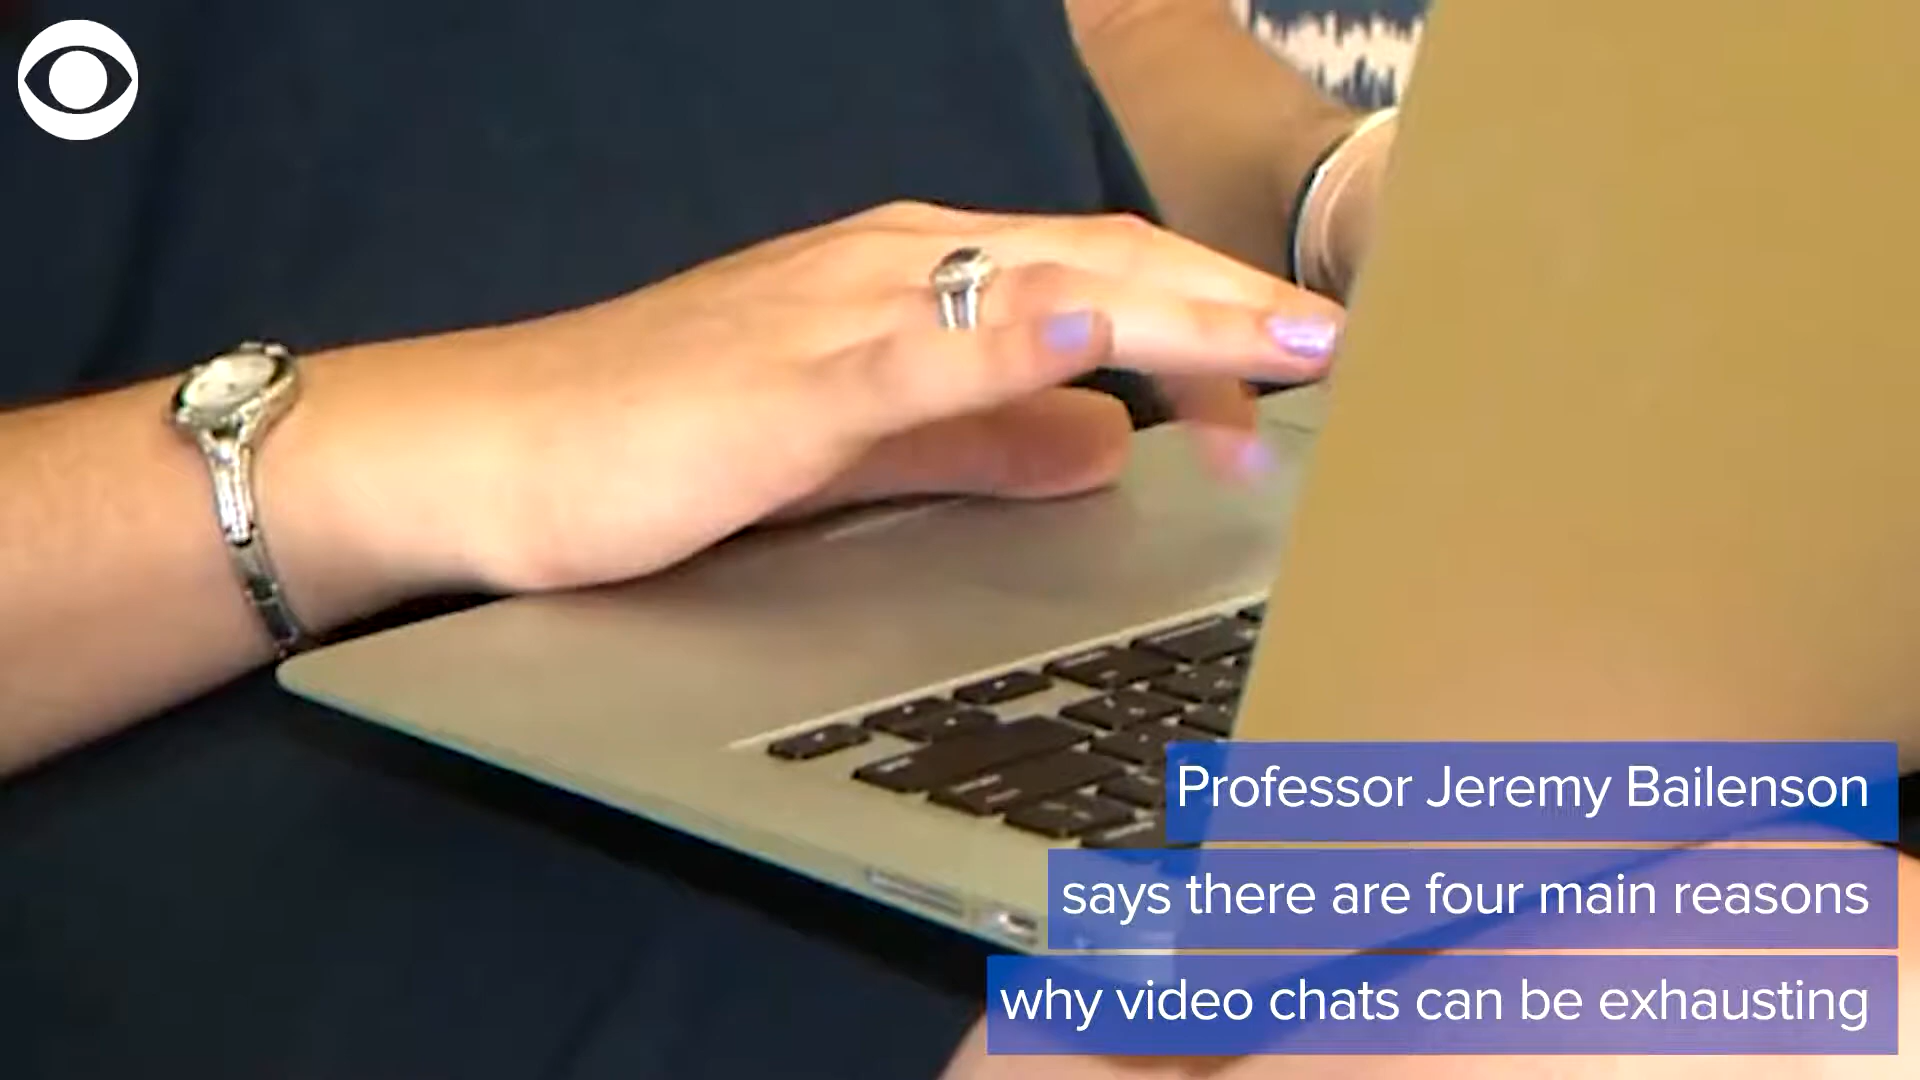 Professor Jeremy Bailenson
says there are four main reasons
why video chats can be exhausting